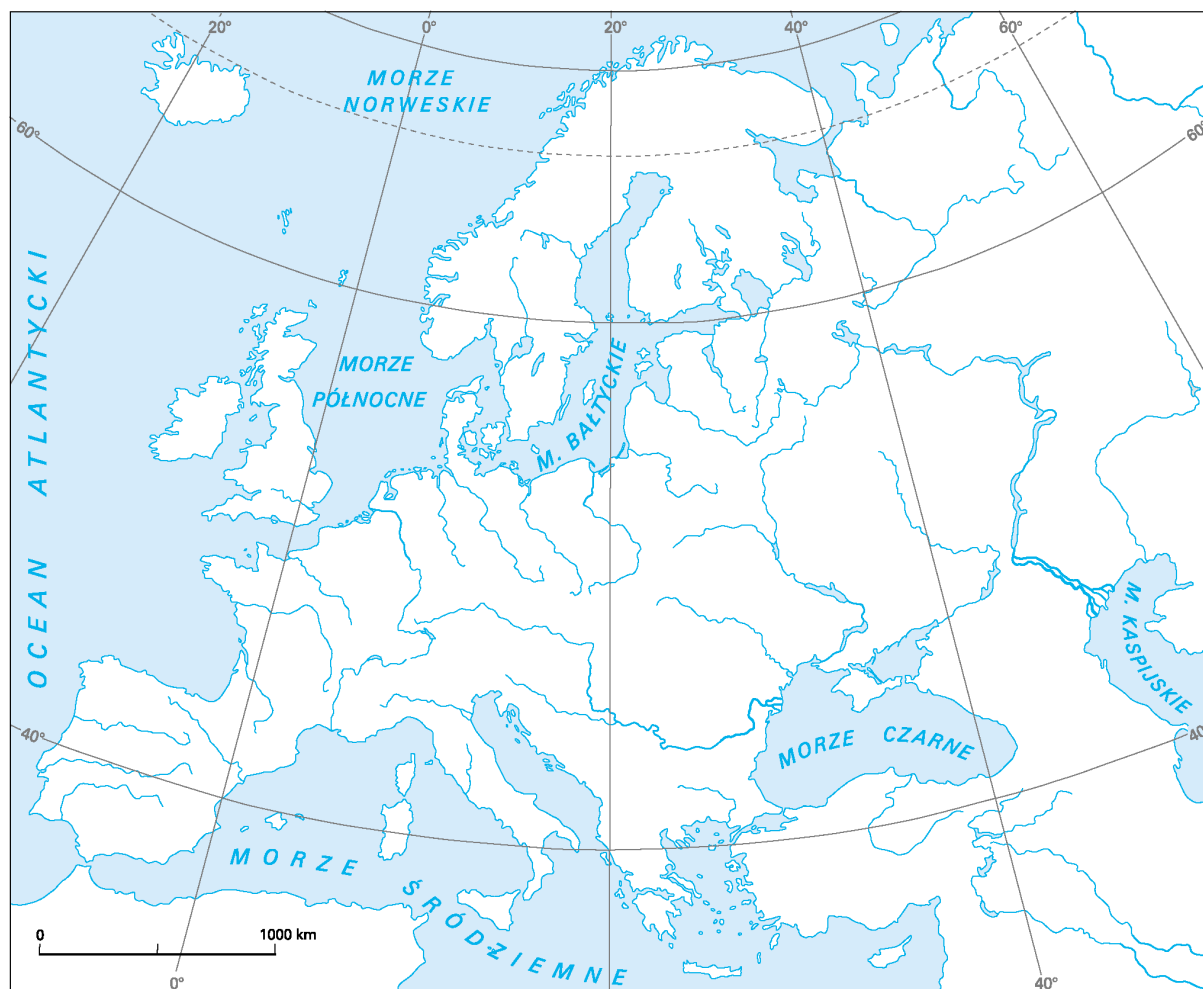 20°
0°
20°
40°
60°
MORZE
NORWESKIE
60°
60°
OCEAN ATLANTYCKI
MORZE
PÓŁNOCNE
M. BAŁTYCKIE
M. KASPIJSKIE
40°
40
MORZE CZARNE
MORZE ŚRÓDZIEMNE
0
1000 km
0°
40°